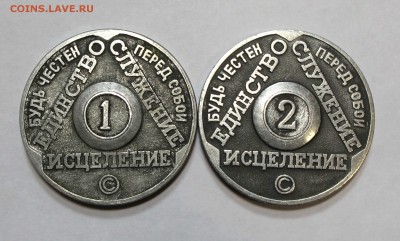 COINS.LAVE.RU
БУДЬ ЧЕСТЕН ПЕРЕД СОБОЙ
ЕДИНСТВО СЛУЖЕНИЕ
1
ИСЦЕЛЕНИЕ
©
БУДЬ ЧЕСТЕН ПЕРЕД СОБОЙ
ЕДИНСТВО СЛУЖЕНИЕ
2
ИСЦЕЛЕНИЕ
©